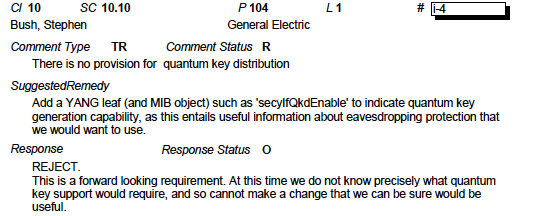 Cl 10 SC 10.10 P 104 L 1 # i-4
Bush, Stephen General Electric
Comment Type TR Comment Status R
There is no provision for quantum key distribution
SuggestedRemedy
Add a YANG leaf (and MIB object) such as 'secyIfQkdEnable' to indicate quantum key
generation capability, as this entails useful information about eavesdropping protection that
we would want to use.
Response Response Status O
REJECT.
This is a forward looking requirement. At this time we do not know precisely what quantum
key support would require, and so cannot make a change that we can be sure would be
useful.